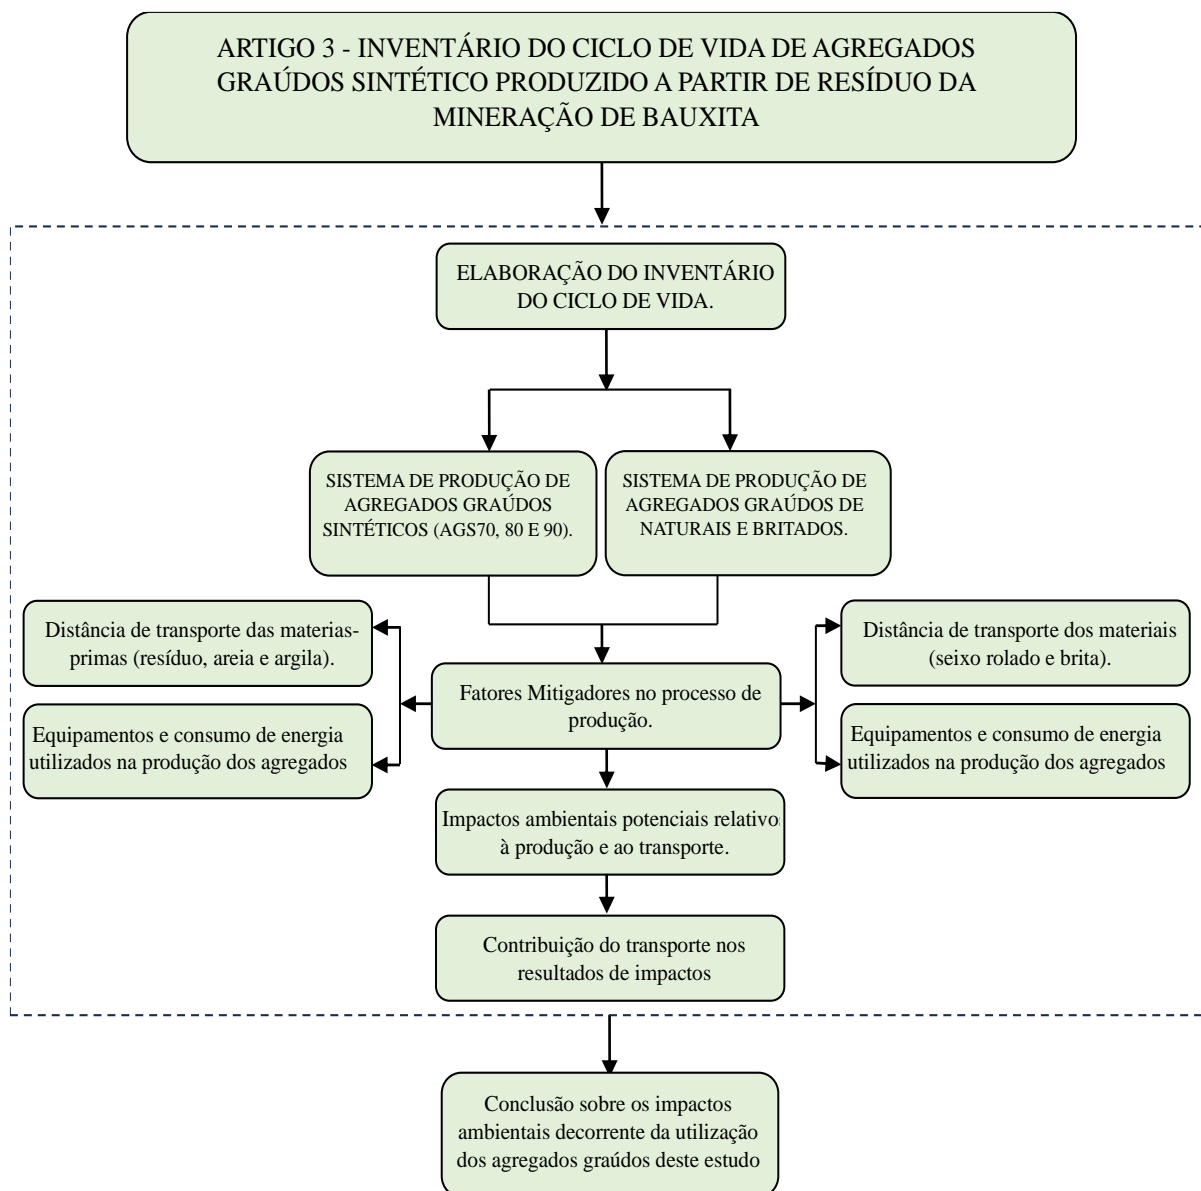 ARTIGO 3 - INVENTÁRIO DO CICLO DE VIDA DE AGREGADOS
GRAÚDOS SINTÉTICO PRODUZIDO A PARTIR DE RESÍDUO DA
MINERAÇÃO DE BAUXITA
ELABORAÇÃO DO INVENTÁRIO
DO CICLO DE VIDA.
SISTEMA DE PRODUÇÃO DE
AGREGADOS GRAÚDOS
SINTÉTICOS (AGS70, 80 E 90).
SISTEMA DE PRODUÇÃO DE
AGREGADOS GRAÚDOS DE
NATURAIS E BRITADOS.
Distância de transporte das materias-
primas (resíduo, areia e argila).
Equipamentos e consumo de energia
utilizados na produção dos agregados
Fatores Mitigadores no processo de
produção.
Distância de transporte dos materiais
(seixo rolado e brita).
Equipamentos e consumo de energia
utilizados na produção dos agregados
Impactos ambientais potenciais relativo
à produção e ao transporte.
Contribuição do transporte nos
resultados de impactos
Conclusão sobre os impactos
ambientais decorrente da utilização
dos agregados graúdos deste estudo